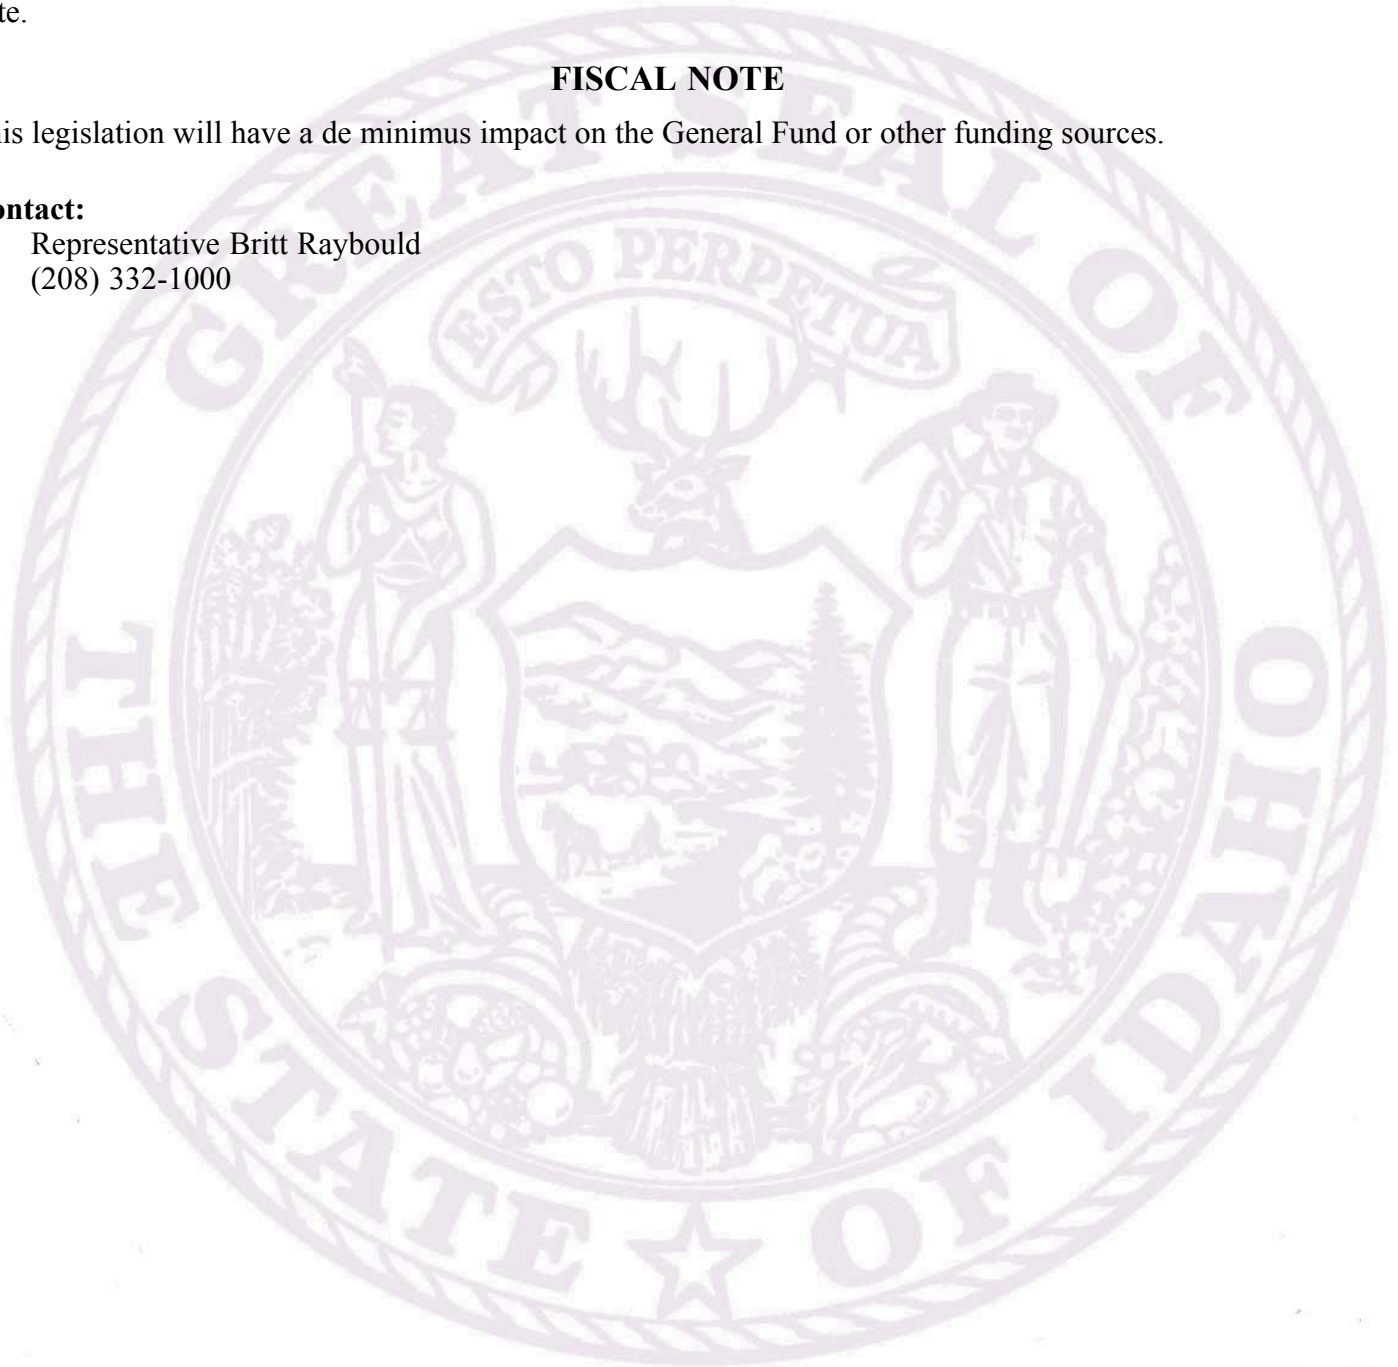 te.
FISCAL NOTE
his legislation will have a de minimus impact on the General Fund or other funding sources.
ontact:
Representative Britt Raybould
(208) 332-1000
GREAT SEAL OF
ESTO PERPETUA
THE STATE OF IDAHO